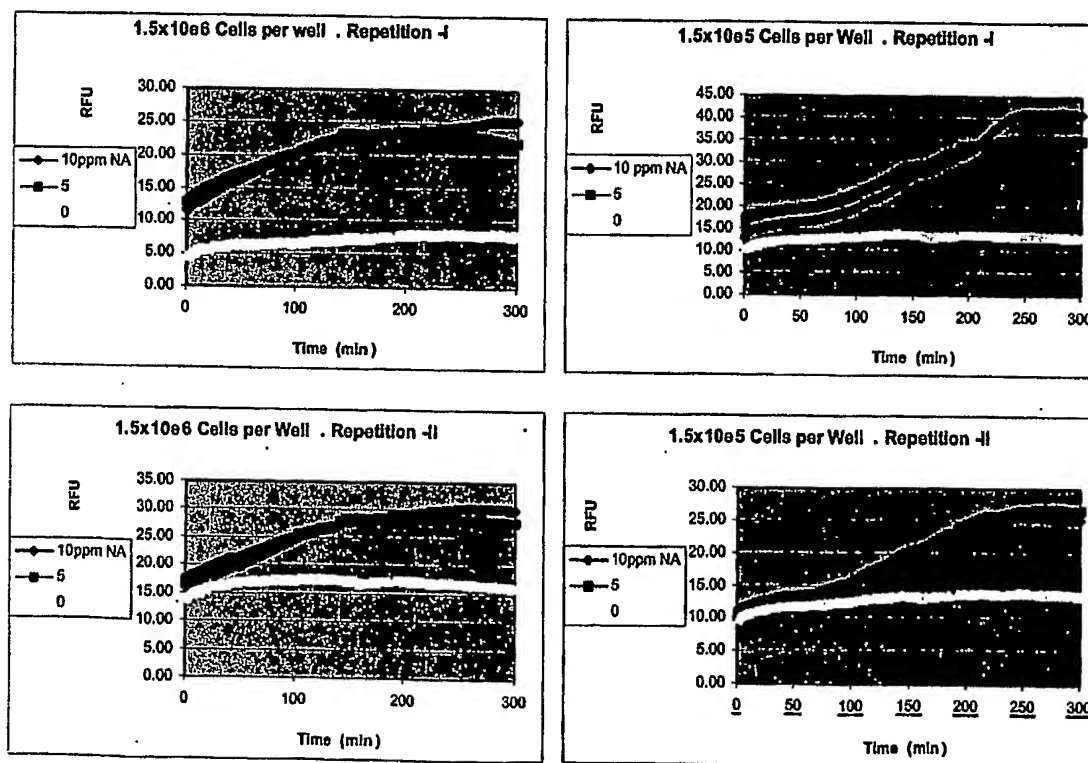 1.5x10e6 Cells per well . Repetition -I
RFU
30.00
25.00
20.00
15.00
10.00
5.00
0.00
10ppm NA
5
0
0 100 200 300
Time (min)
1.5x10e5 Cells per Well . Repetition -I
RFU
45.00
40.00
35.00
30.00
25.00
20.00
15.00
10.00
5.00
0.00
10 ppm NA
5
0
0 50 100 150 200 250 300
Time (min)
1.5x10e6 Cells per Well . Repetition -II
RFU
35.00
30.00
25.00
20.00
15.00
10.00
5.00
0.00
10ppm NA
5
0
0 100 200 300
Time (min)
1.5x10e5 Cells per Well . Repetition -II
RFU
30.00
25.00
20.00
15.00
10.00
5.00
0.00
10ppm NA
5
0
0 50 100 150 200 250 300
Time (min)